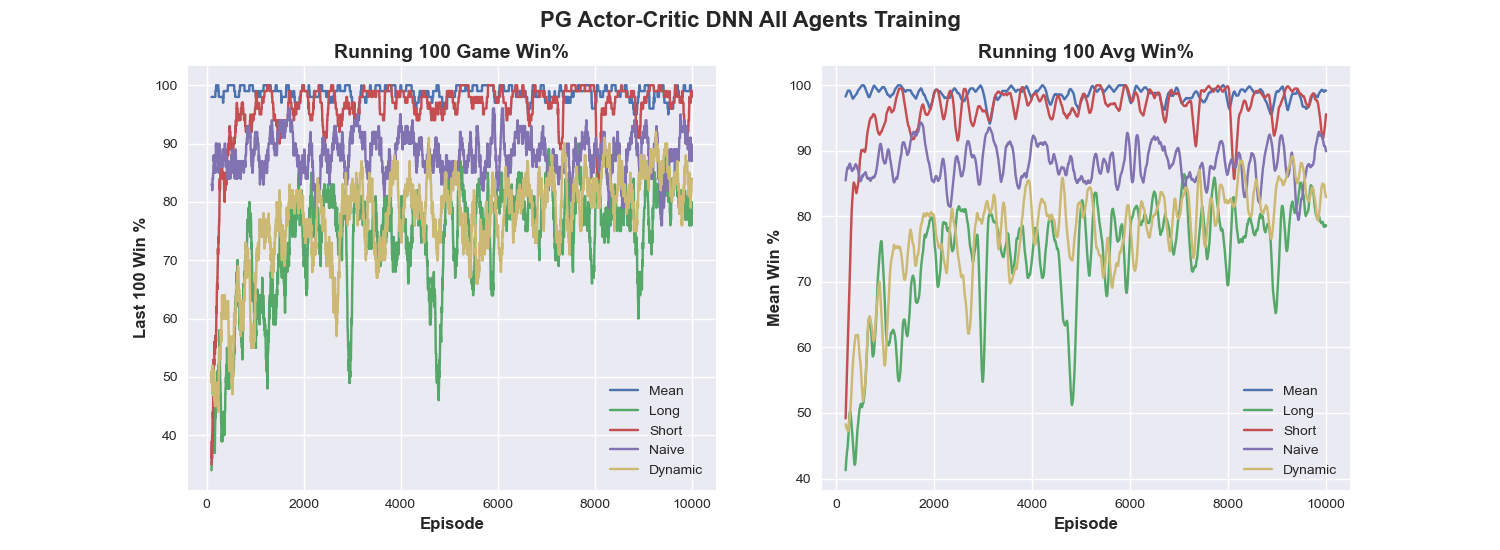 PG Actor-Critic DNN All Agents Training
Running 100 Game Win%
Last 100 Win %
100
90
80
70
60
50
40
0 2000 4000 6000 8000 10000
Episode
Mean
Long
Short
Naive
Dynamic
Running 100 Avg Win%
Mean Win %
100
90
80
70
60
50
40
0 2000 4000 6000 8000 10000
Episode
Mean
Long
Short
Naive
Dynamic